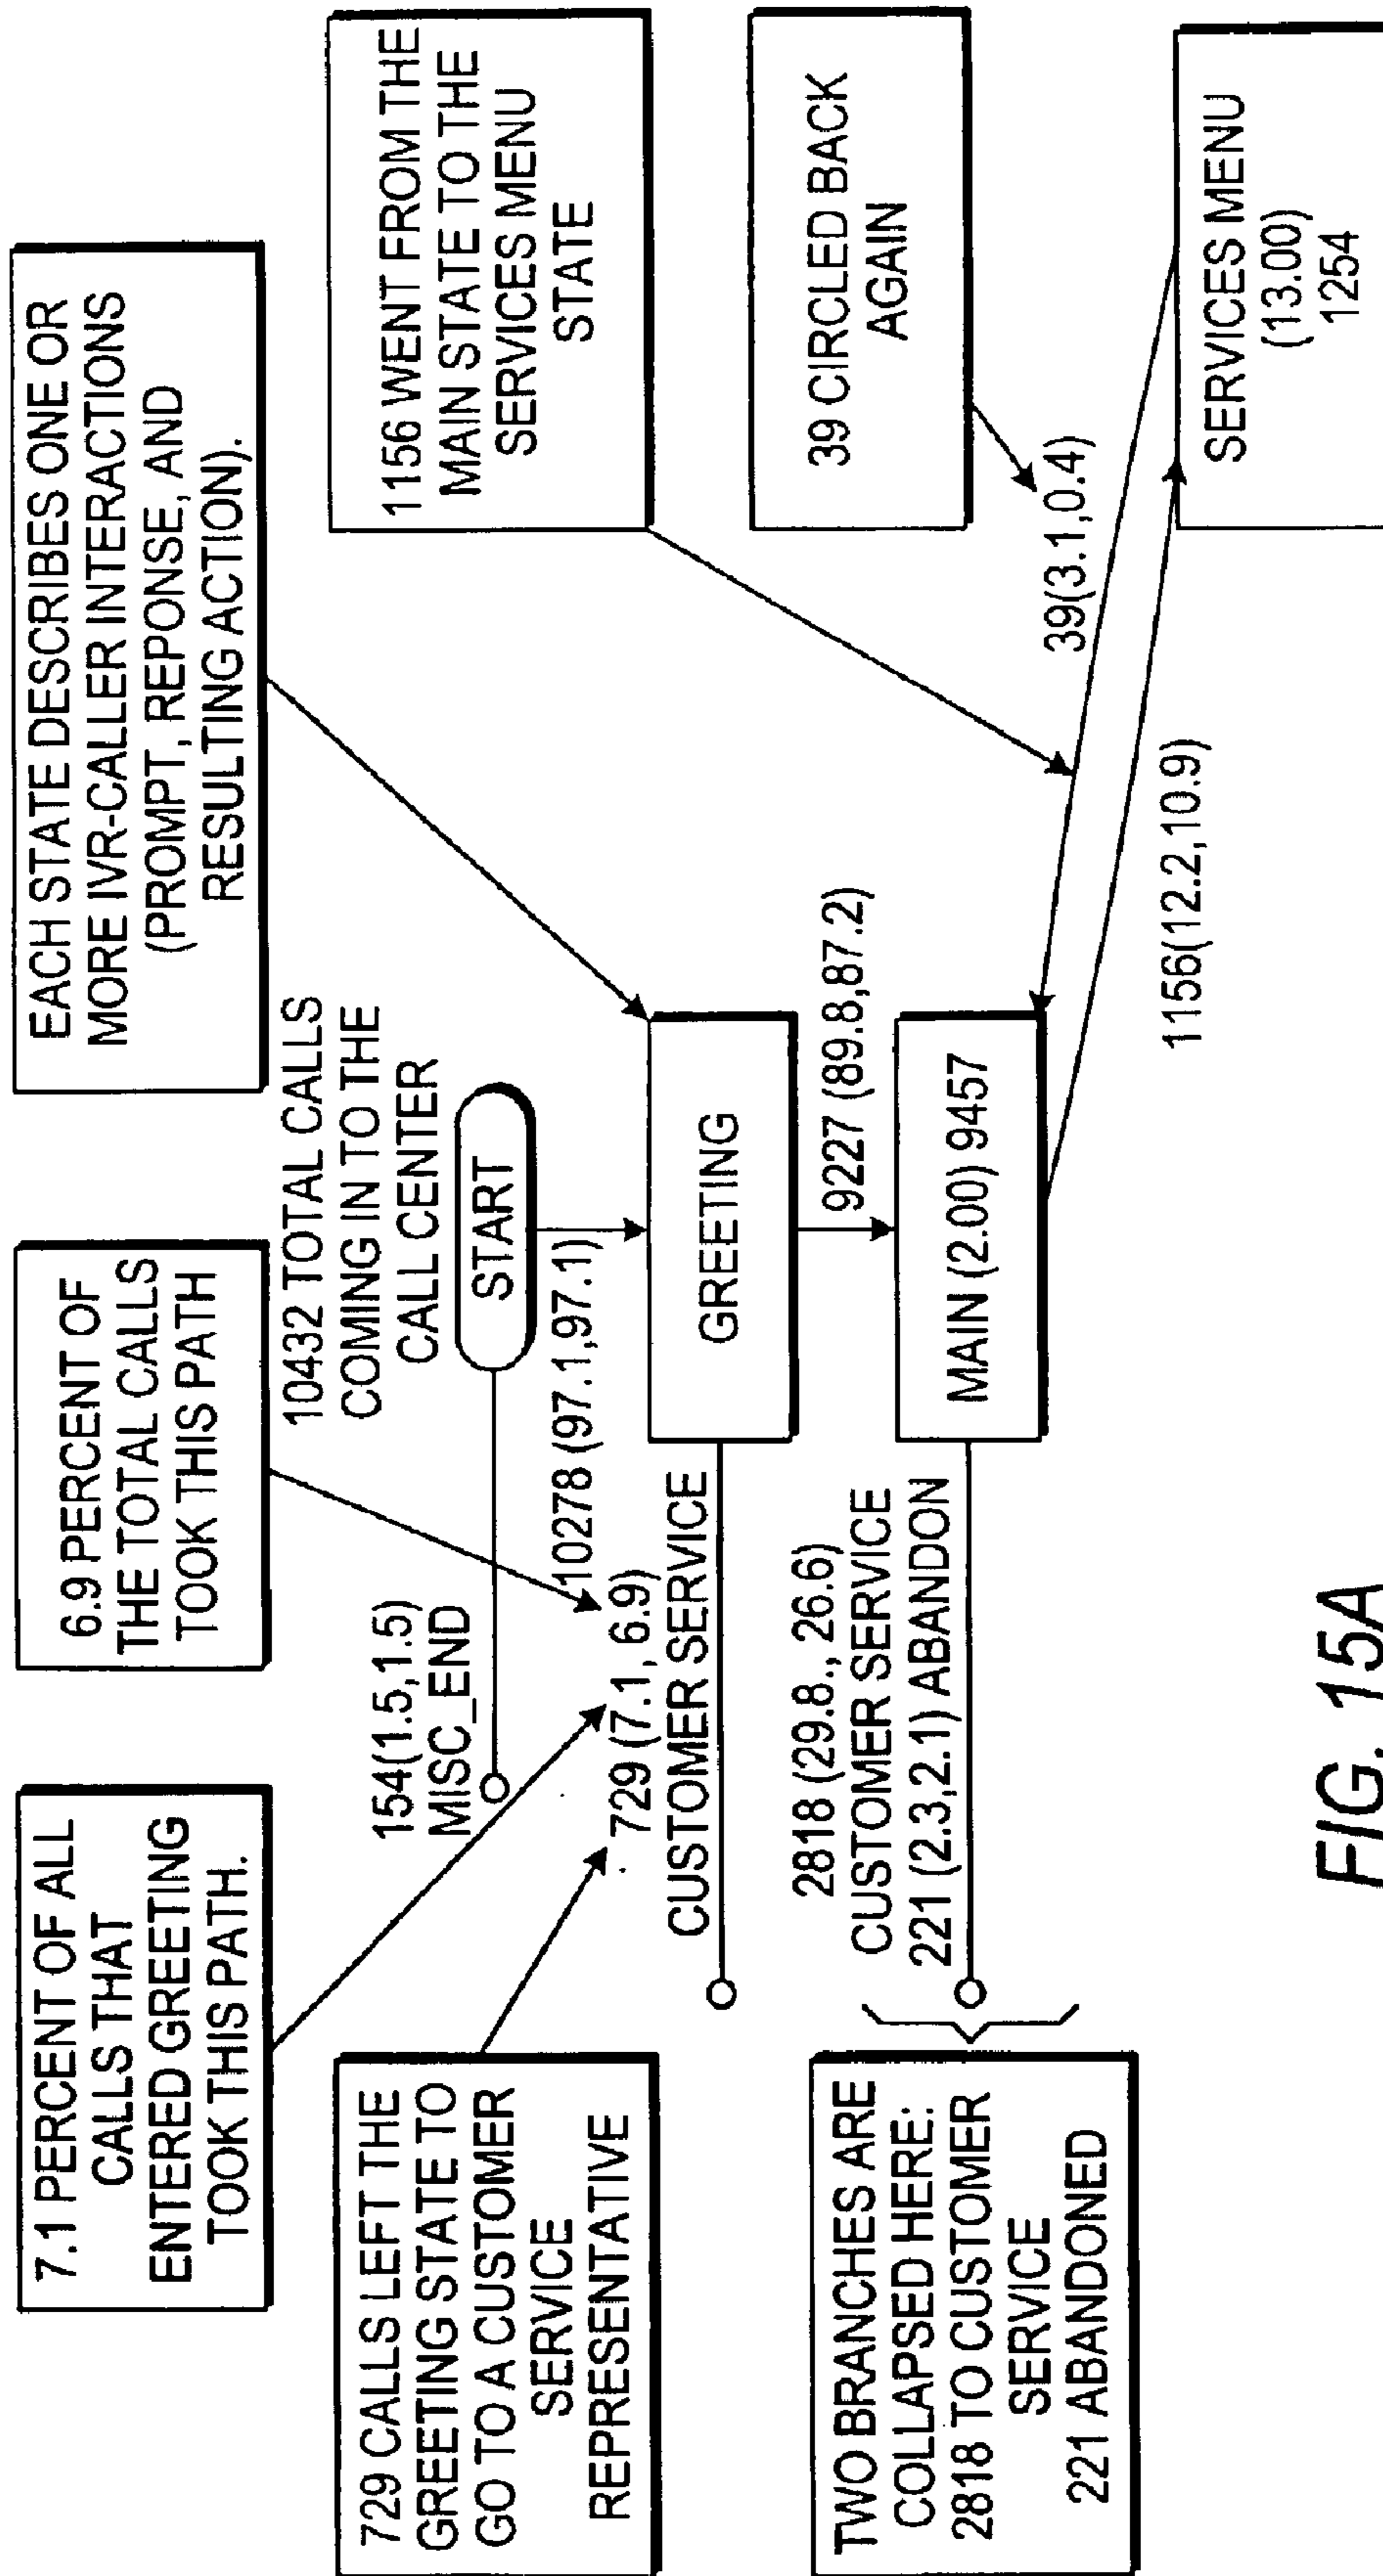 7.1 PERCENT OF ALL
CALLS THAT
ENTERED GREETING
TOOK THIS PATH.
6.9 PERCENT OF
THE TOTAL CALLS
TOOK THIS PATH
EACH STATE DESCRIBES ONE OR
MORE IVR-CALLER INTERACTIONS
(PROMPT, REPONSE, AND
RESULTING ACTION).
10432 TOTAL CALLS
COMING IN TO THE
CALL CENTER
START
154(1.5,1.5)
MISC_END
10278 (97.1,97.1)
729 CALLS LEFT THE
GREETING STATE TO
GO TO A CUSTOMER
SERVICE
REPRESENTATIVE
729 (7.1, 6.9)
CUSTOMER SERVICE
GREETING
1156 WENT FROM THE
MAIN STATE TO THE
SERVICES MENU
STATE
9227 (89.8,87.2)
39 CIRCLED BACK
AGAIN
TWO BRANCHES ARE
COLLAPSED HERE:
2818 TO CUSTOMER
SERVICE
221 ABANDONED
2818 (29.8., 26.6)
CUSTOMER SERVICE
221 (2.3,2.1) ABANDON
MAIN (2.00) 9457
39(3.1,0.4)
1156(12.2,10.9)
SERVICES MENU
(13.00)
1254
FIG. 15A